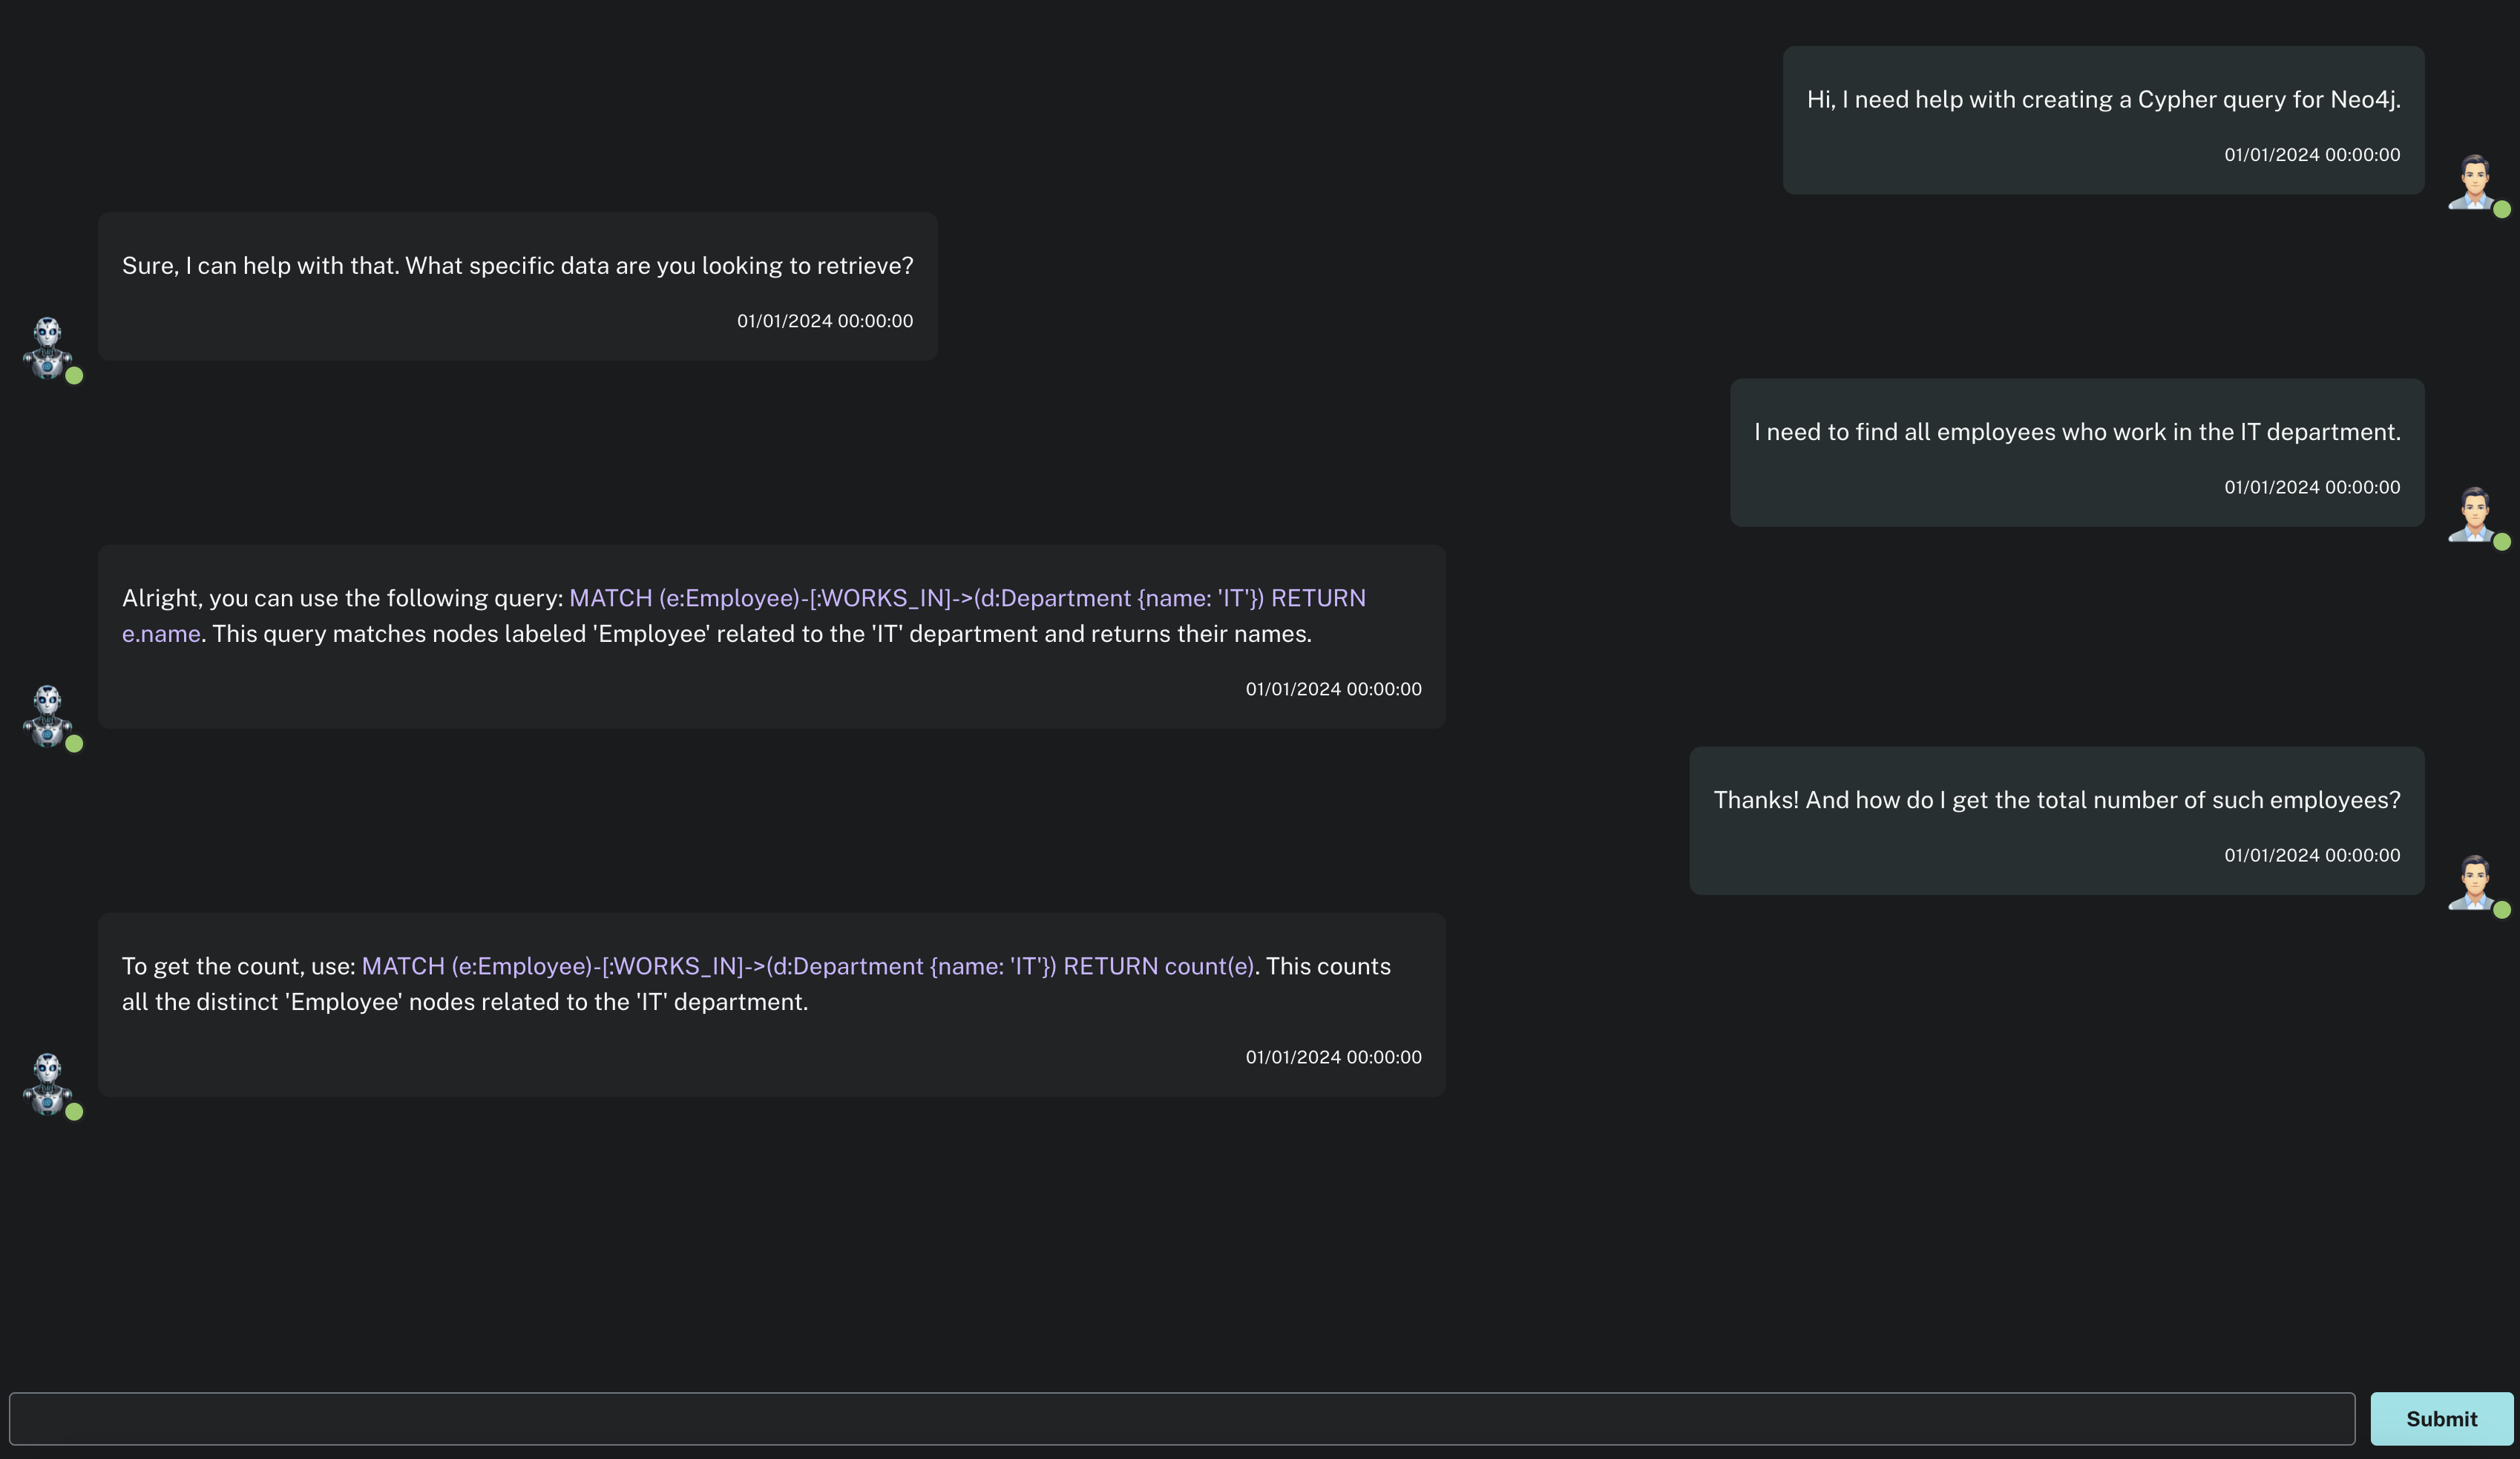 Hi, I need help with creating a Cypher query for Neo4j.
01/01/2024 00:00:00
Sure, I can help with that. What specific data are you looking to retrieve?
01/01/2024 00:00:00
I need to find all employees who work in the IT department.
01/01/2024 00:00:00
Alright, you can use the following query: MATCH (e:Employee)-[:WORKS_IN]->(d:Department {name: 'IT'}) RETURN
e.name. This query matches nodes labeled 'Employee' related to the 'IT' department and returns their names.
01/01/2024 00:00:00
Thanks! And how do I get the total number of such employees?
01/01/2024 00:00:00
To get the count, use: MATCH (e:Employee)-[:WORKS_IN]->(d:Department {name: 'IT'}) RETURN count(e). This counts
all the distinct 'Employee' nodes related to the 'IT' department.
01/01/2024 00:00:00
Submit